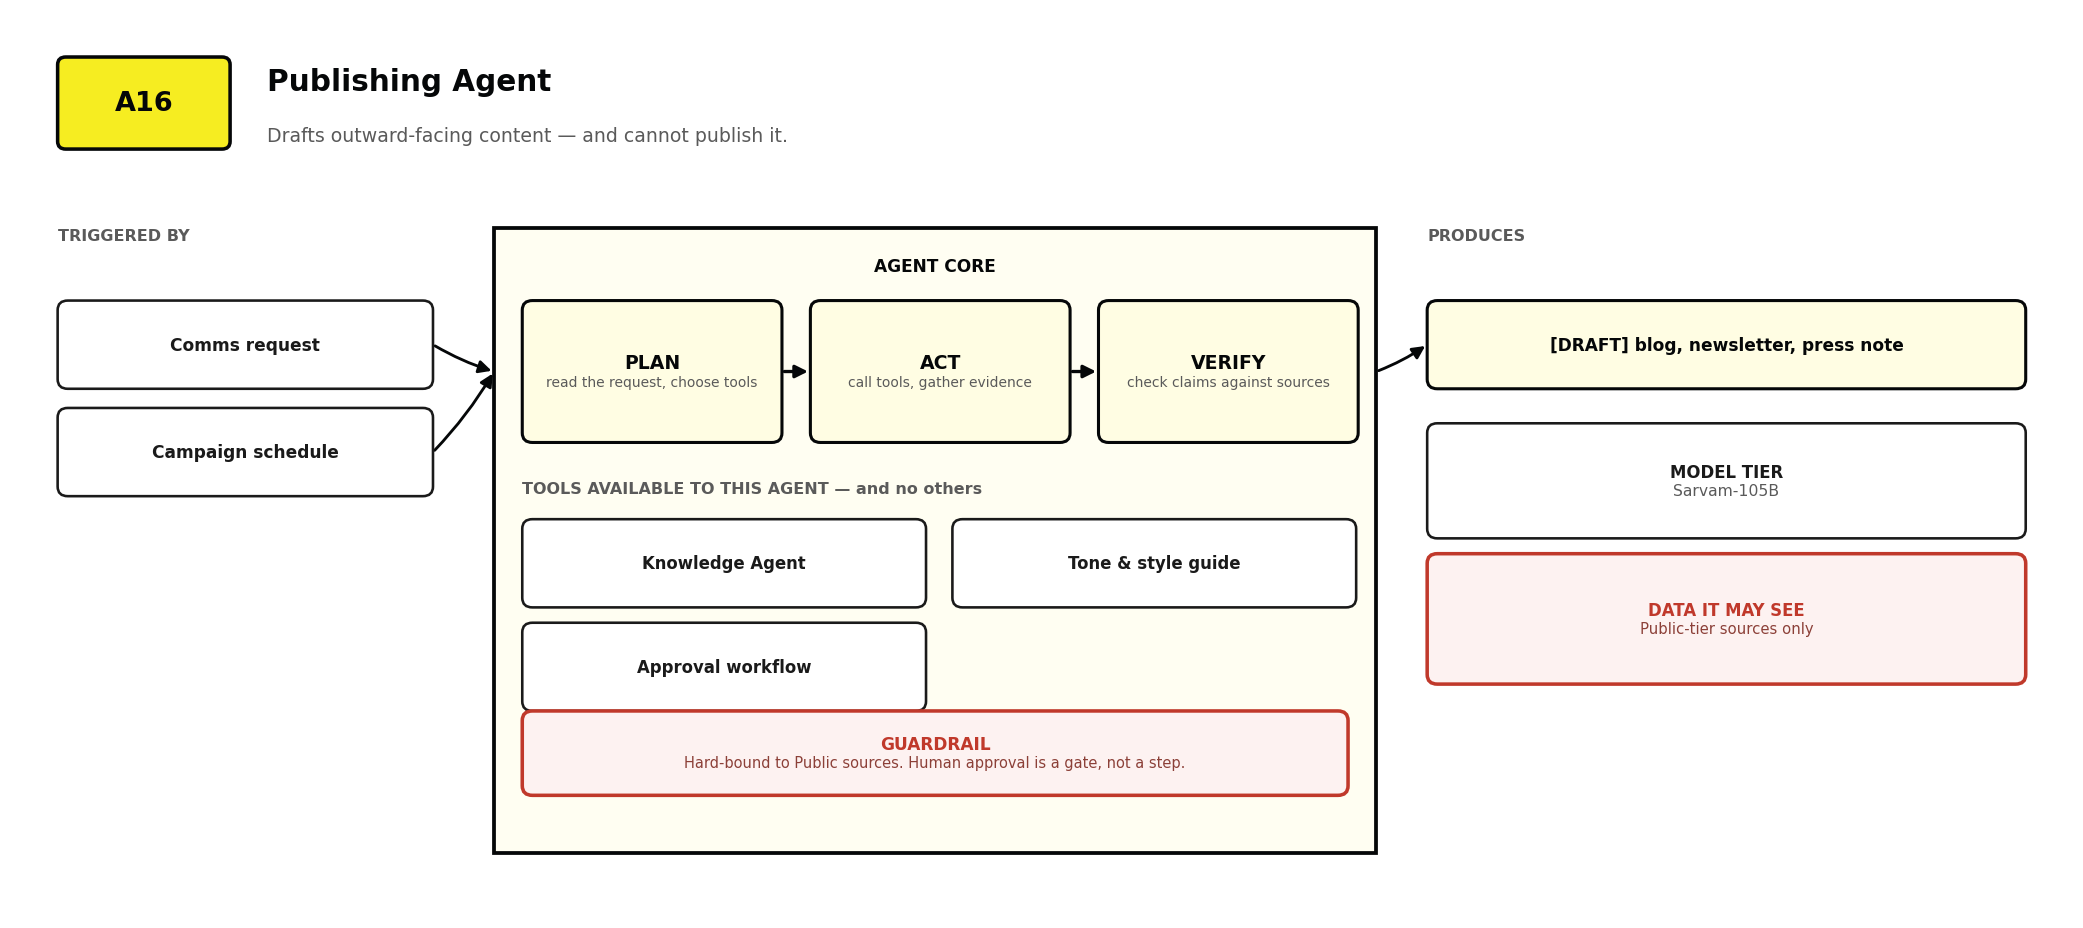 A16
Publishing Agent
Drafts outward-facing content — and cannot publish it.
TRIGGERED BY
Comms request
Campaign schedule
AGENT CORE
PLAN
read the request, choose tools
ACT
call tools, gather evidence
VERIFY
check claims against sources
TOOLS AVAILABLE TO THIS AGENT — and no others
Knowledge Agent
Tone & style guide
Approval workflow
GUARDRAIL
Hard-bound to Public sources. Human approval is a gate, not a step.
PRODUCES
[DRAFT] blog, newsletter, press note
MODEL TIER
Sarvam-105B
DATA IT MAY SEE
Public-tier sources only